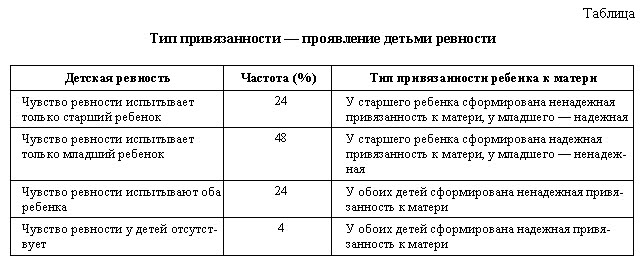 Таблица
Тип привязанности — проявление детьми ревности
Детская ревность Частота (%) Тип привязанности ребенка к матери
Чувство ревности испытывает 24 У старшего ребенка сформирована ненадежная
только старший ребенок привязанность к матери, у младшего — надежная
Чувство ревности испытывает 48 У старшего ребенка сформирована надежная
только младший ребенок привязанность к матери, у младшего — ненадеж-
ная
Чувство ревности испытывают оба 24 У обоих детей сформирована ненадежная привя-
ребенка занность к матери
Чувство ревности у детей отсутст- 4 У обоих детей сформирована надежная привя-
вует занность к матери